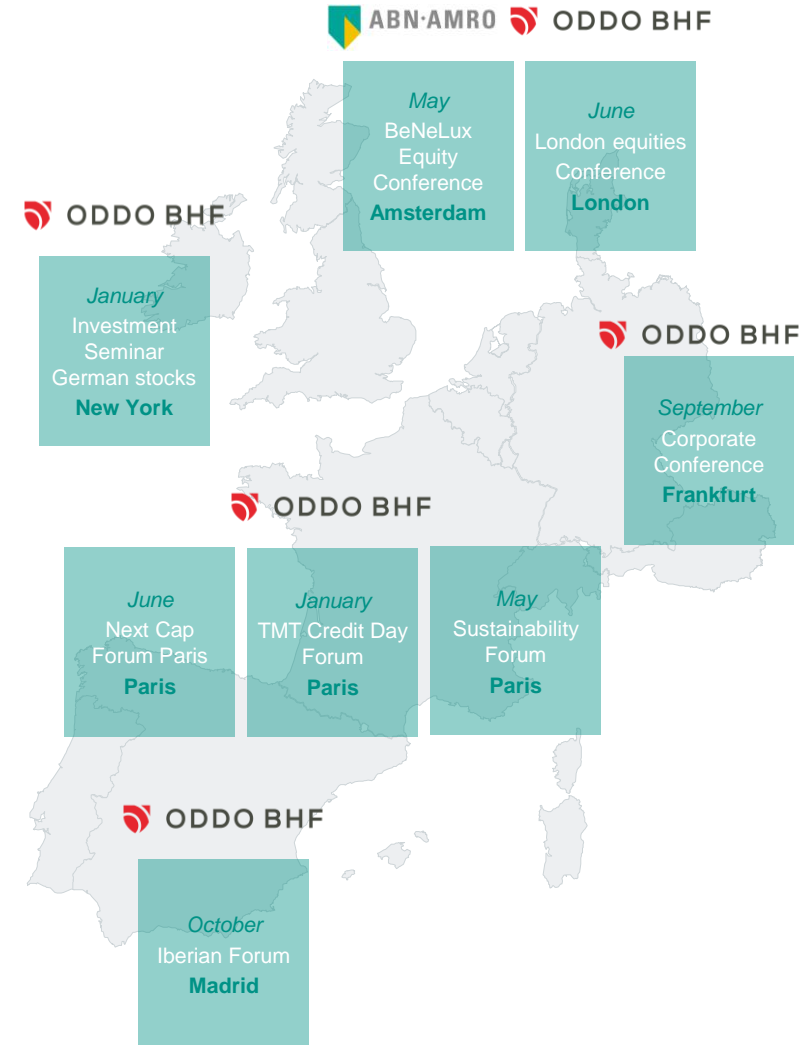 ABN·AMRO
ODDO BHF
May
BeNeLux
Equity
Conference
Amsterdam
June
London equities
Conference
London
ODDO BHF
January
Investment
Seminar
German stocks
New York
ODDO BHF
September
Corporate
Conference
Frankfurt
ODDO BHF
June
Next Cap
Forum Paris
Paris
January
TMT Credit Day
Forum
Paris
May
Sustainability
Forum
Paris
ODDO BHF
October
Iberian Forum
Madrid